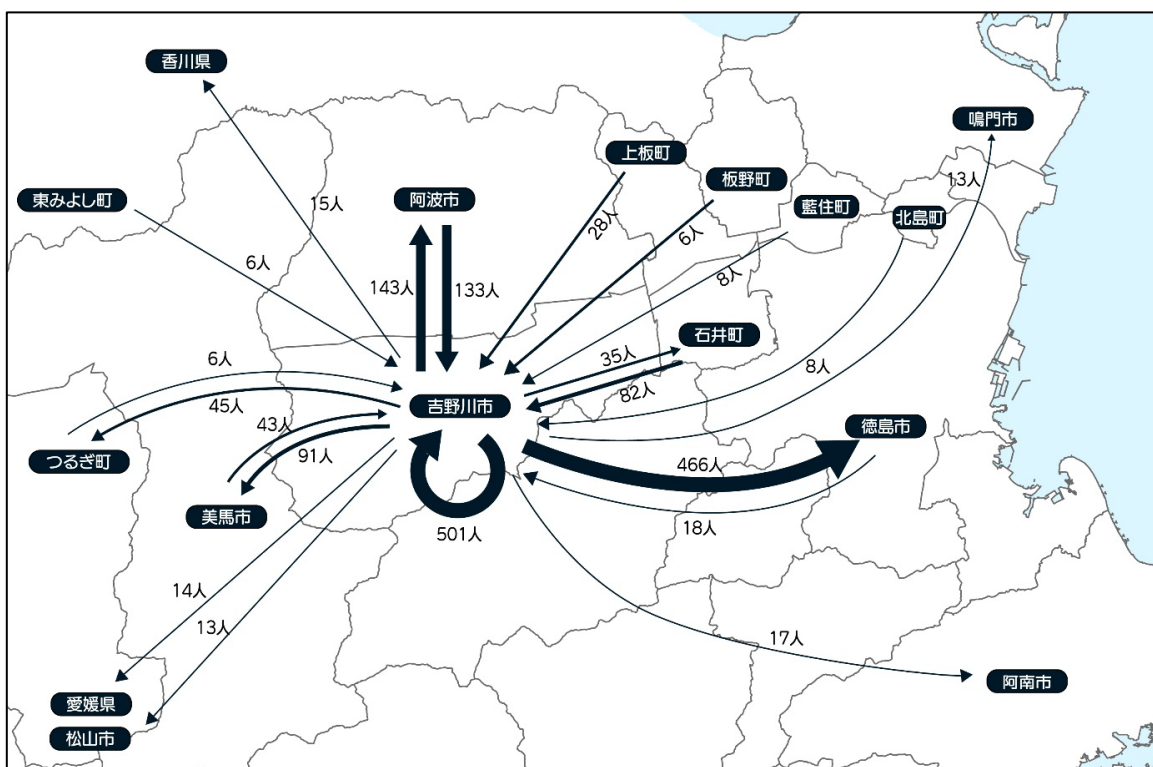 香川県
鳴門市
上板町
板野町
東みよし町
阿波市
藍住町
北島町
13人
15人
28人
6人
6人
8人
143人
133人
石井町
35人
6人
8人
82人
45人
吉野川市
43人
徳島市
つるぎ町
91人
466人
美馬市
501人
18人
14人
13人
17人
愛媛県
阿南市
松山市